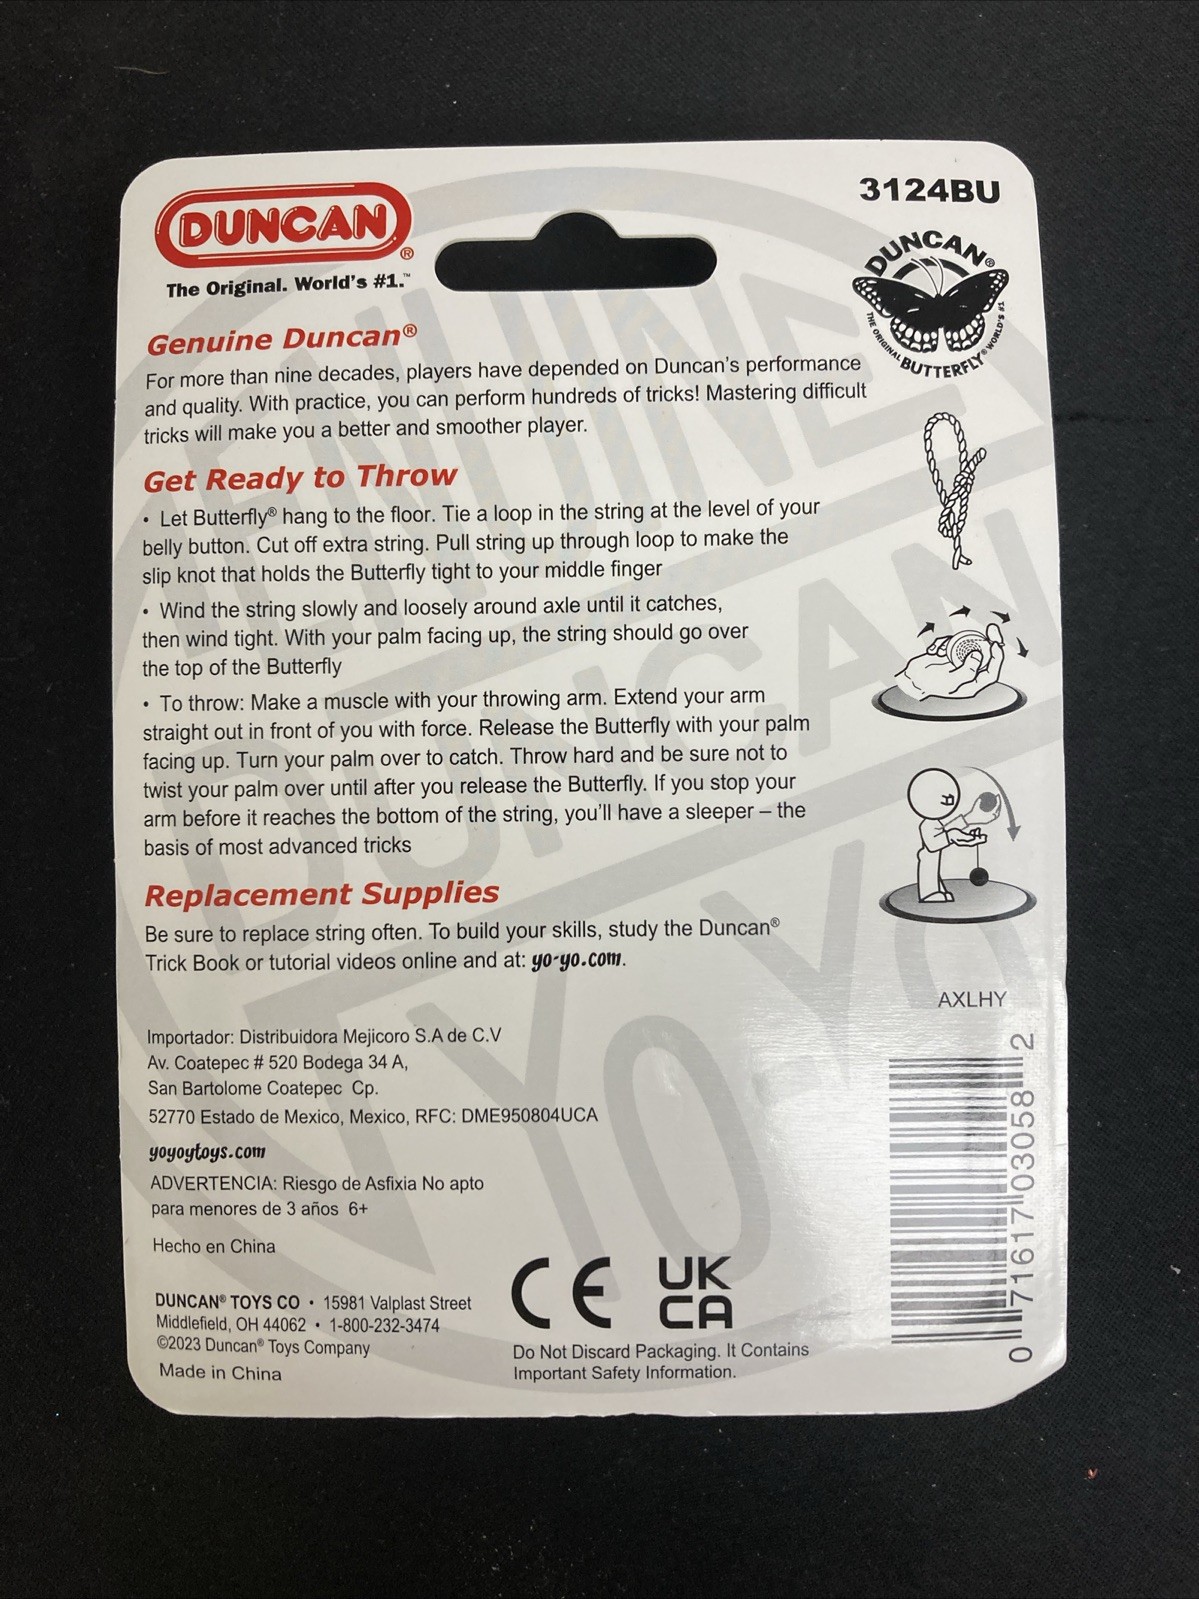 DUNCAN®
The Original. World's #1.™
3124BU
DUNCAN®
THE ORIGINAL BUTTERFLY® WORLD'S #1
Genuine Duncan®
For more than nine decades, players have depended on Duncan's performance
and quality. With practice, you can perform hundreds of tricks! Mastering difficult
tricks will make you a better and smoother player.
Get Ready to Throw
• Let Butterfly® hang to the floor. Tie a loop in the string at the level of your
belly button. Cut off extra string. Pull string up through loop to make the
slip knot that holds the Butterfly tight to your middle finger
• Wind the string slowly and loosely around axle until it catches,
then wind tight. With your palm facing up, the string should go over
the top of the Butterfly
• To throw: Make a muscle with your throwing arm. Extend your arm
straight out in front of you with force. Release the Butterfly with your palm
facing up. Turn your palm over to catch. Throw hard and be sure not to
twist your palm over until after you release the Butterfly. If you stop your
arm before it reaches the bottom of the string, you'll have a sleeper – the
basis of most advanced tricks
Replacement Supplies
Be sure to replace string often. To build your skills, study the Duncan®
Trick Book or tutorial videos online and at: yo-yo.com.
AXLHY
Importador: Distribuidora Mejicoro S.A de C.V
Av. Coatepec # 520 Bodega 34 A,
San Bartolome Coatepec Cp.
52770 Estado de Mexico, Mexico, RFC: DME950804UCA
yoyoytoys.com
ADVERTENCIA: Riesgo de Asfixia No apto
para menores de 3 años 6+
Hecho en China
DUNCAN® TOYS CO • 15981 Valplast Street
Middlefield, OH 44062 • 1-800-232-3474
©2023 Duncan® Toys Company
Made in China
CE
UK
CA
Do Not Discard Packaging. It Contains
Important Safety Information.
0 71617 03058 2
GENUINE
DUNCAN
YO YO